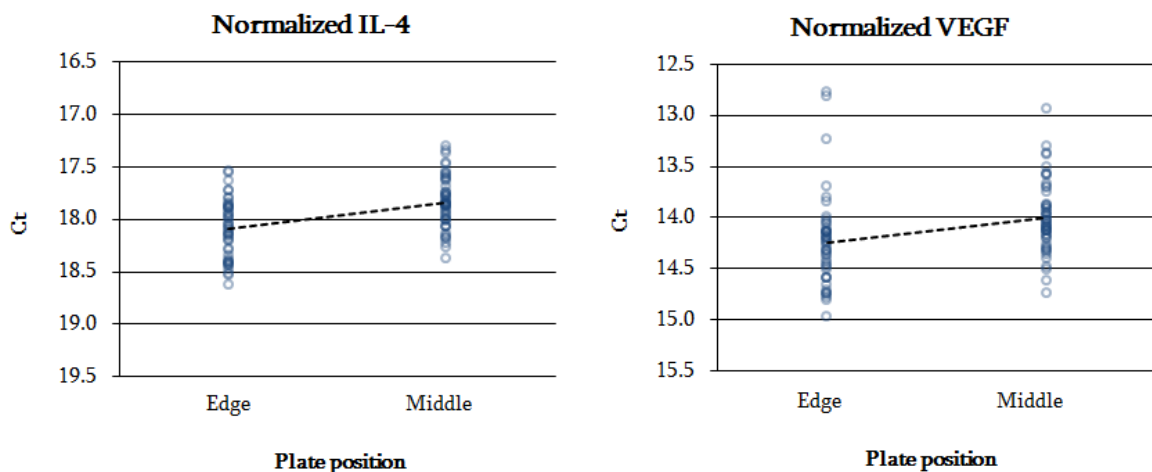 Normalized IL-4
16.5
17.0
17.5
18.0
18.5
19.0
19.5
Ct
Edge Middle
Plate position
Normalized VEGF
12.5
13.0
13.5
14.0
14.5
15.0
15.5
Ct
Edge Middle
Plate position